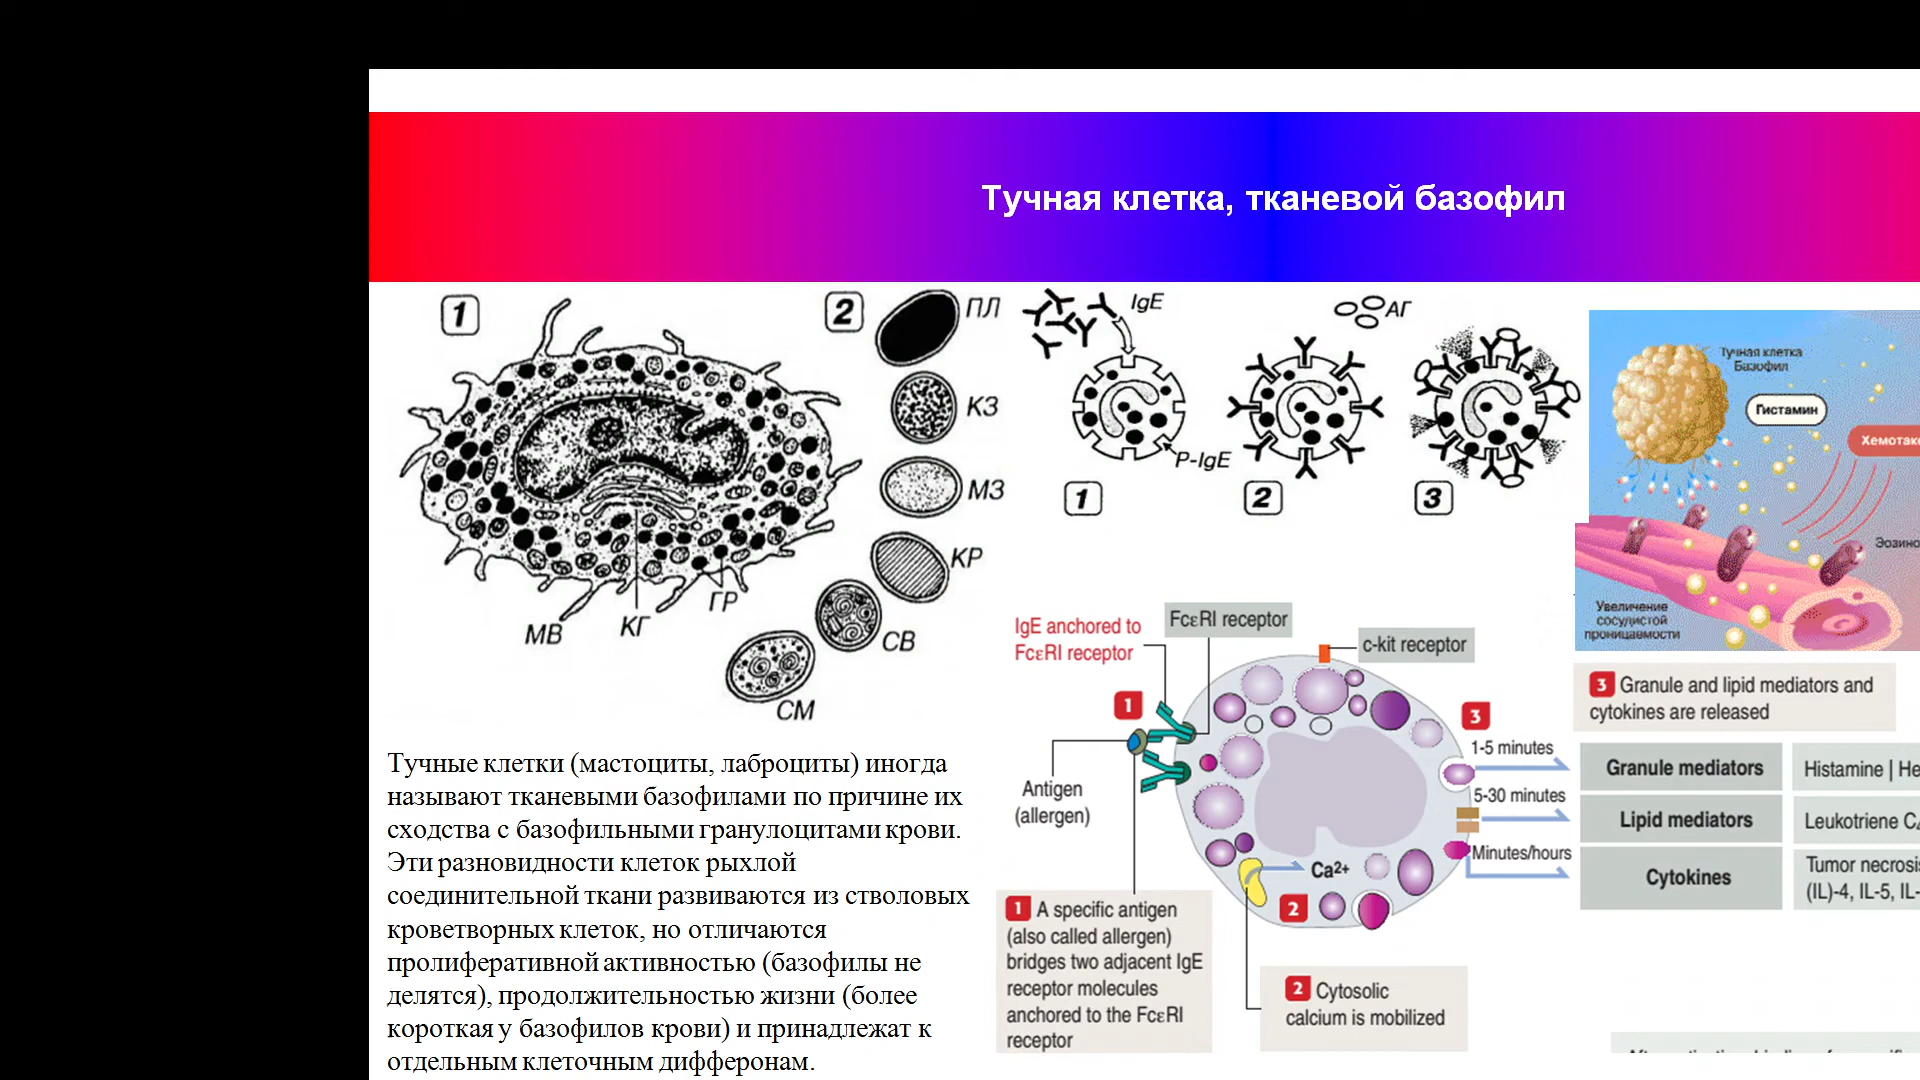 Тучная клетка, тканевой базофил
1
МВ
КГ
ГР
2
ПЛ
КЗ
МЗ
КР
СВ
СМ
IgE
P-IgE
АГ
1
2
3
Тучная клетка
Базофил
Гистамин
Увеличение
сосудистой
проницаемости
Тучные клетки (мастоциты, лаброциты) иногда
называют тканевыми базофилами по причине их
сходства с базофильными гранулоцитами крови.
Эти разновидности клеток рыхлой
соединительной ткани развиваются из стволовых
кроветворных клеток, но отличаются
пролиферативной активностью (базофилы не
делятся), продолжительностью жизни (более
короткая у базофилов крови) и принадлежат к
отдельным клеточным дифферонам.
IgE anchored to
FcεRI receptor
FcεRI receptor
c-kit receptor
1
Antigen
(allergen)
Ca2+
2
3
1-5 minutes
5-30 minutes
Minutes/hours
1 A specific antigen
(also called allergen)
bridges two adjacent IgE
receptor molecules
anchored to the FcεRI
receptor
2 Cytosolic
calcium is mobilized
3 Granule and lipid mediators and
cytokines are released
Granule mediators
Histamine |
Lipid mediators
Leukotriene
Cytokines
Tumor
(IL)-4, IL-5,